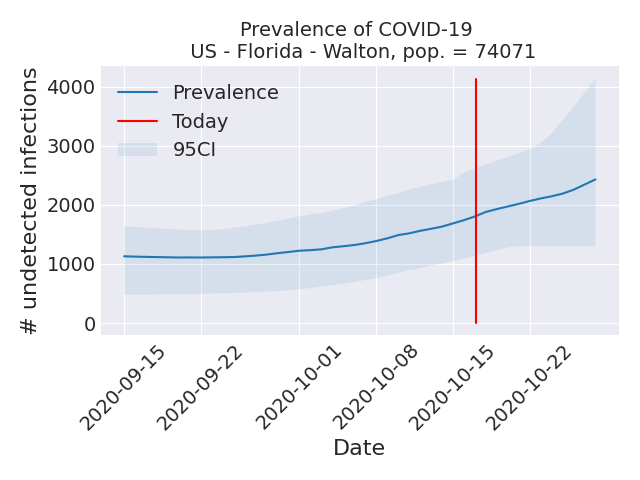 Prevalence of COVID-19
US - Florida - Walton, pop. = 74071
# undetected infections
4000
3000
2000
1000
0
Prevalence
Today
95CI
2020-09-15
2020-09-22
2020-10-01
2020-10-08
2020-10-15
2020-10-22
Date